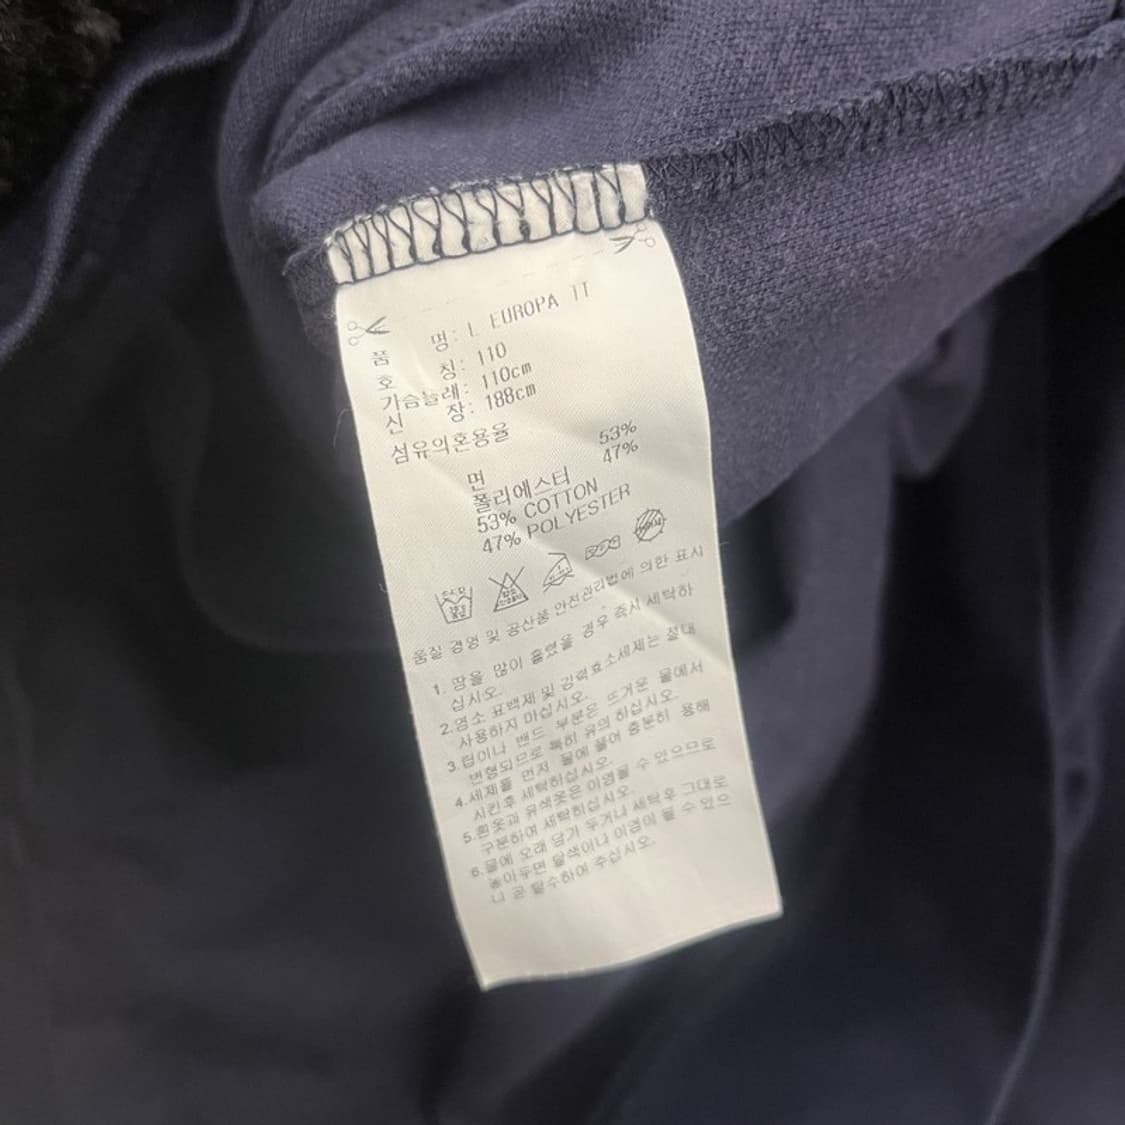 품 명: L EUROPA TT
호 칭: 110
가슴둘레: 110cm
신 장: 188cm
섬유의혼용율
면 53%
폴리에스터 47%
53% COTTON
47% POLYESTER
품질 경영 및 공산품 안전관리법에 의한 표시
1. 땀을 많이 흘렸을 경우 즉시 세탁하
십시오.
2.염소 표백제 및 강력효소세제는 절대
사용하지 마십시오.
3.립이나 밴드 부분은 뜨거운 물에서
변형되므로 특히 유의 하십시오.
4.세제를 먼저 물에 풀어 충분히 용해
시킨후 세탁하십시오.
5.흰옷과 유색옷은 이염될 수 있으므로
구분하여 세탁하십시오.
6.물에 오래 담가 두거나 세탁후 그대로
놓아두면 탈색이나 이염이 될 수 있으
니 곧 탈수하여 주십시오.